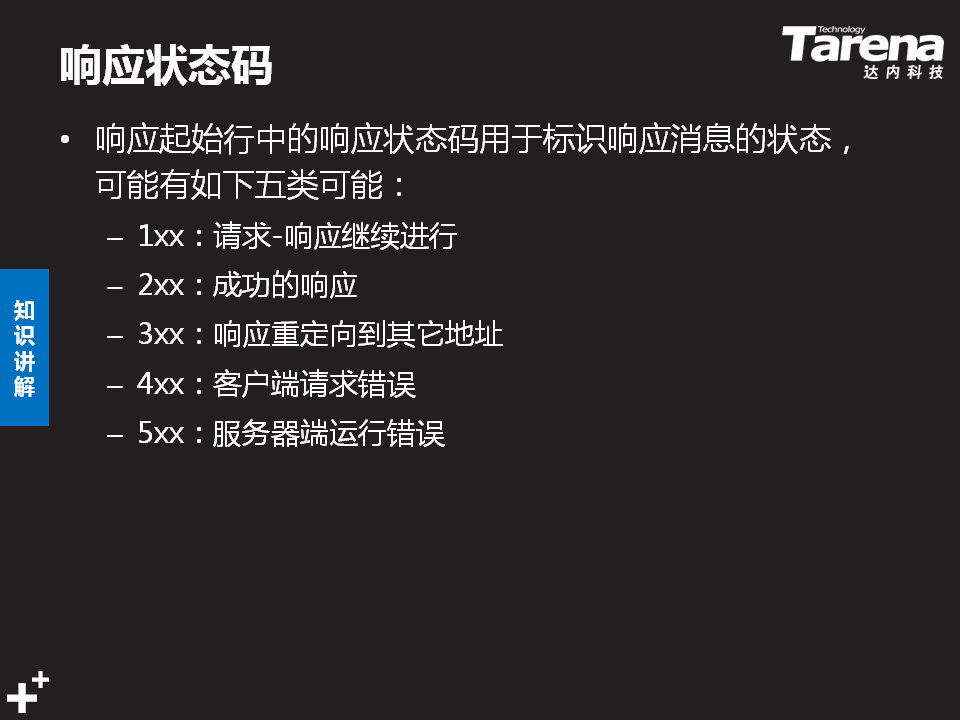 响应状态码
Technology
Tarena
达内科技
• 响应起始行中的响应状态码用于标识响应消息的状态，
可能有如下五类可能：
– 1xx：请求-响应继续进行
– 2xx：成功的响应
– 3xx：响应重定向到其它地址
– 4xx：客户端请求错误
– 5xx：服务器端运行错误
知识讲解